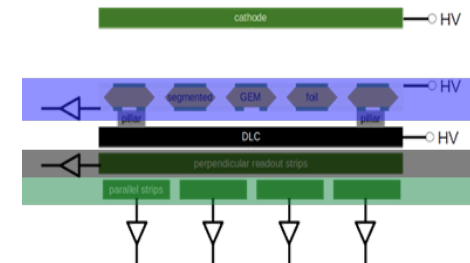 cathode HV
HV
segmented GEM foil
pillar pillar
DLC HV
perpendicular readout strips
parallel strips